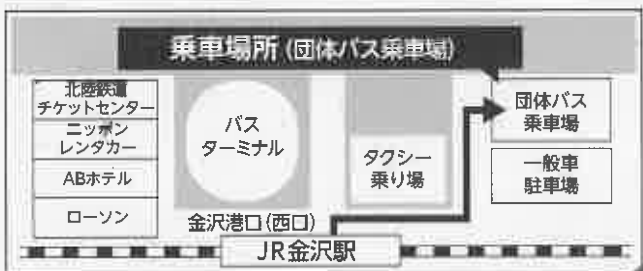 乗車場所(団体バス乗車場)
北陸鉄道
チケットセンター
ニッポン
レンタカー
ABホテル
ローソン
バス
ターミナル
タクシー
乗り場
団体バス
乗車場
一般車
駐車場
金沢港口(西口)
JR金沢駅